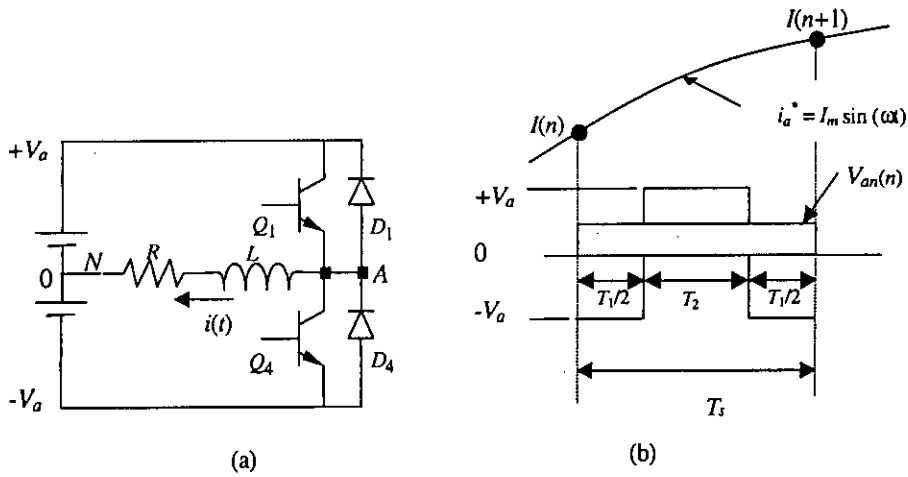 +Vₐ
Q₁
D₁
0
N
R
L
A
i(t)
Q₄
D₄
-Vₐ
(a)
I(n+1)
I(n)
iₐ* = Iₘ sin (ωt)
Vₐₙ(n)
+Vₐ
0
T₁/2
T₂
T₁/2
-Vₐ
Tₛ
(b)